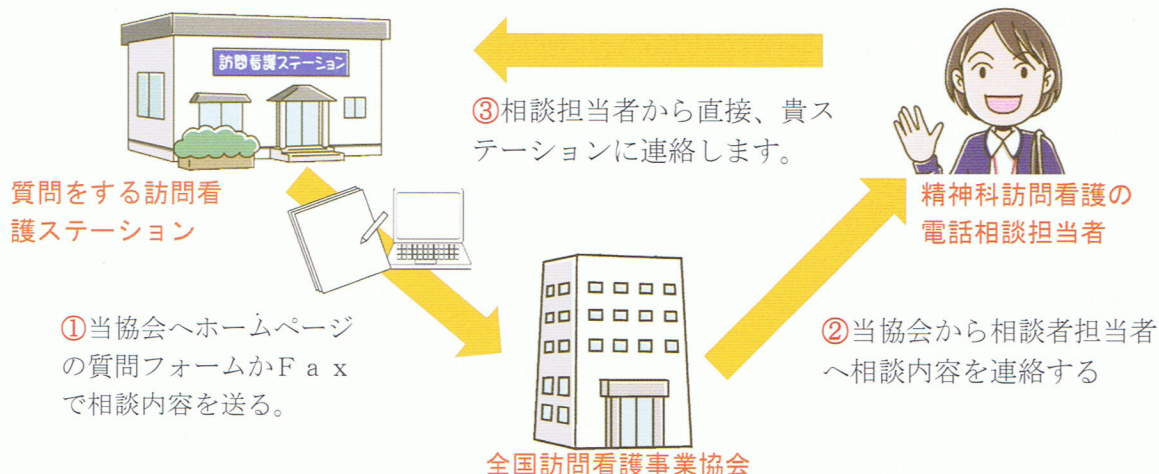 訪問看護ステーション
③相談担当者から直接、貴ス
テーションに連絡します。
質問をする訪問看
護ステーション
精神科訪問看護の
電話相談担当者
①当協会へホームページ
の質問フォームかFax
で相談内容を送る。
②当協会から相談者担当者
へ相談内容を連絡する
全国訪問看護事業協会